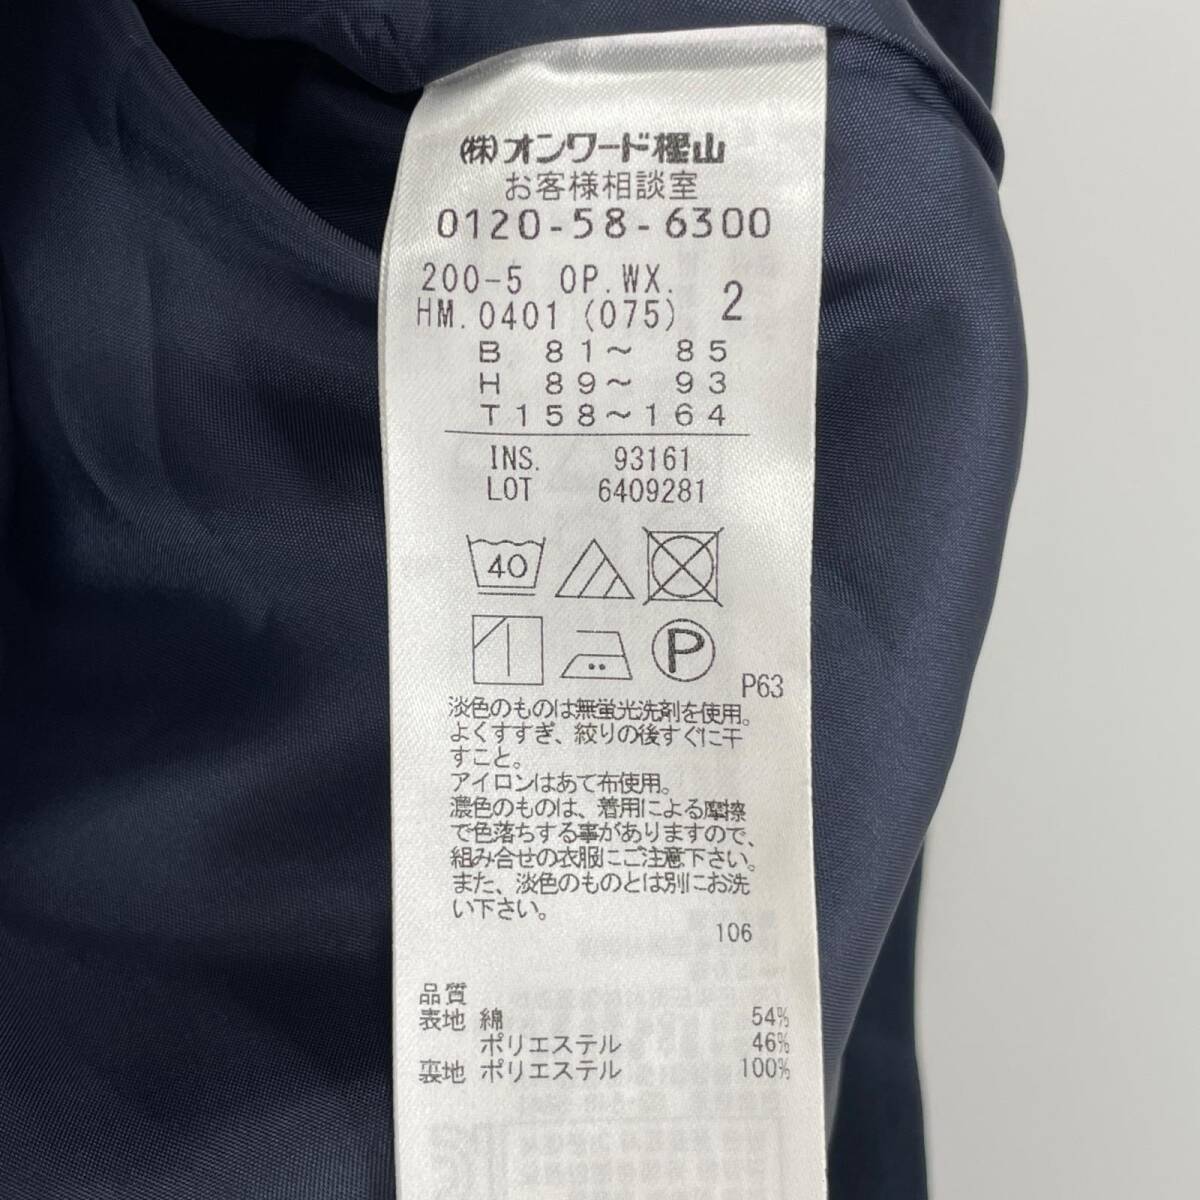 (株)オンワード樫山
お客様相談室
0120-58-6300
200-5 OP.WX.
HM.0401 (075) 2
B 81～ 85
H 89～ 93
T158～164
INS. 93161
LOT 6409281
40
P
P63
淡色のものは無蛍光洗剤を使用。
よくすすぎ、絞りの後すぐに干
すこと。
アイロンはあて布使用。
濃色のものは、着用による摩擦
で色落ちする事がありますので、
組み合せの衣服にご注意下さい。
また、淡色のものとは別にお洗
い下さい。
106
品質
表地 綿 54%
ポリエステル 46%
裏地 ポリエステル 100%